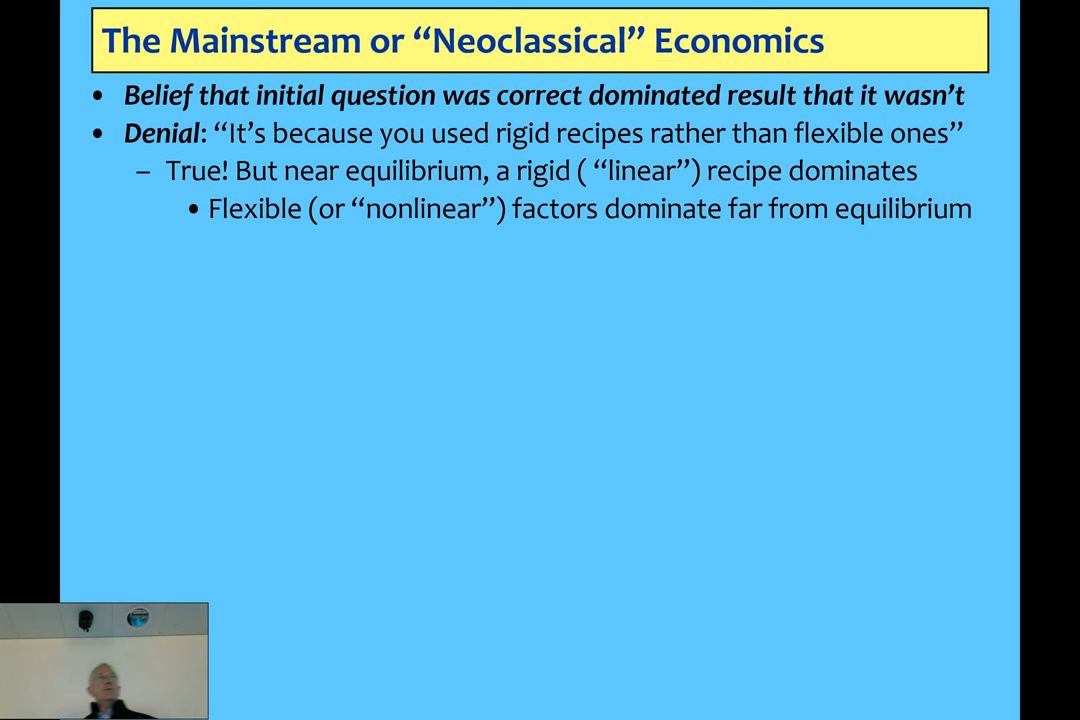 The Mainstream or “Neoclassical” Economics
• Belief that initial question was correct dominated result that it wasn’t
• Denial: “It’s because you used rigid recipes rather than flexible ones”
– True! But near equilibrium, a rigid ( “linear”) recipe dominates
• Flexible (or “nonlinear”) factors dominate far from equilibrium